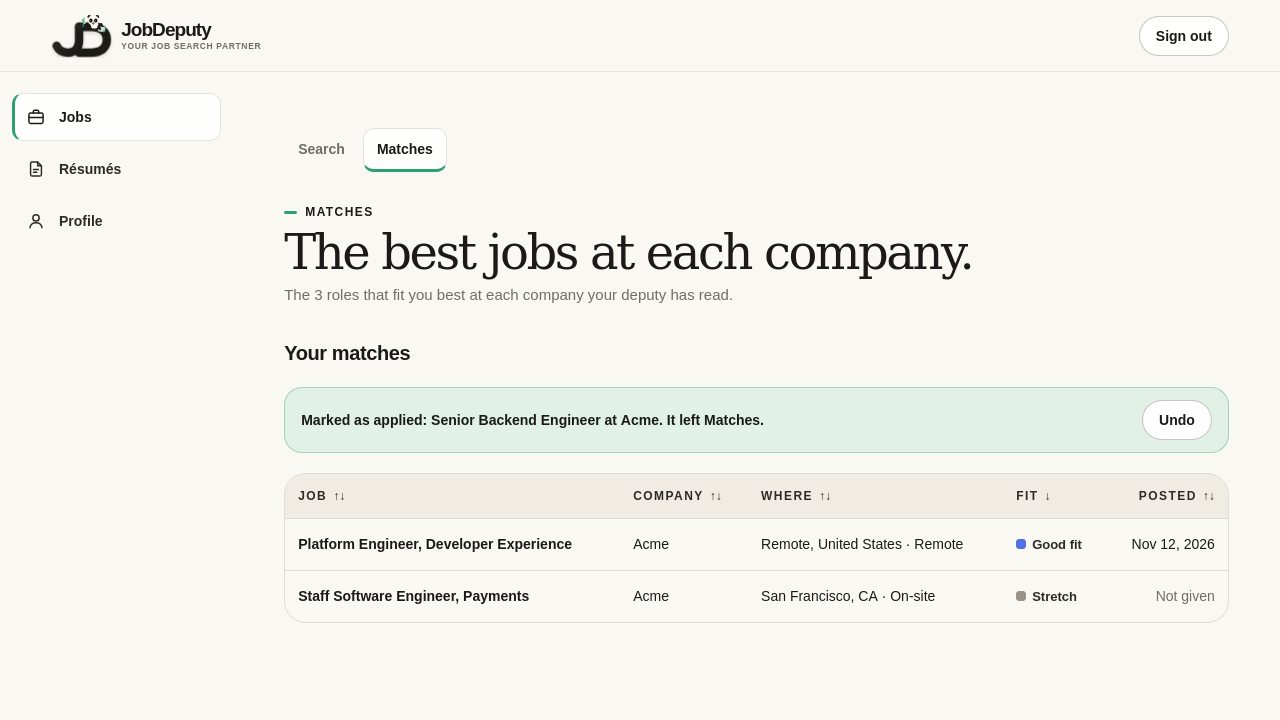 JobDeputy
YOUR JOB SEARCH PARTNER
Sign out
Jobs
Résumés
Profile
Search
Matches
MATCHES
The best jobs at each company.
The 3 roles that fit you best at each company your deputy has read.
Your matches
Marked as applied: Senior Backend Engineer at Acme. It left Matches.
Undo
JOB ↑↓ COMPANY ↑↓ WHERE ↑↓ FIT ↓ POSTED ↑↓
Platform Engineer, Developer Experience Acme Remote, United States · Remote Good fit Nov 12, 2026
Staff Software Engineer, Payments Acme San Francisco, CA · On-site Stretch Not given